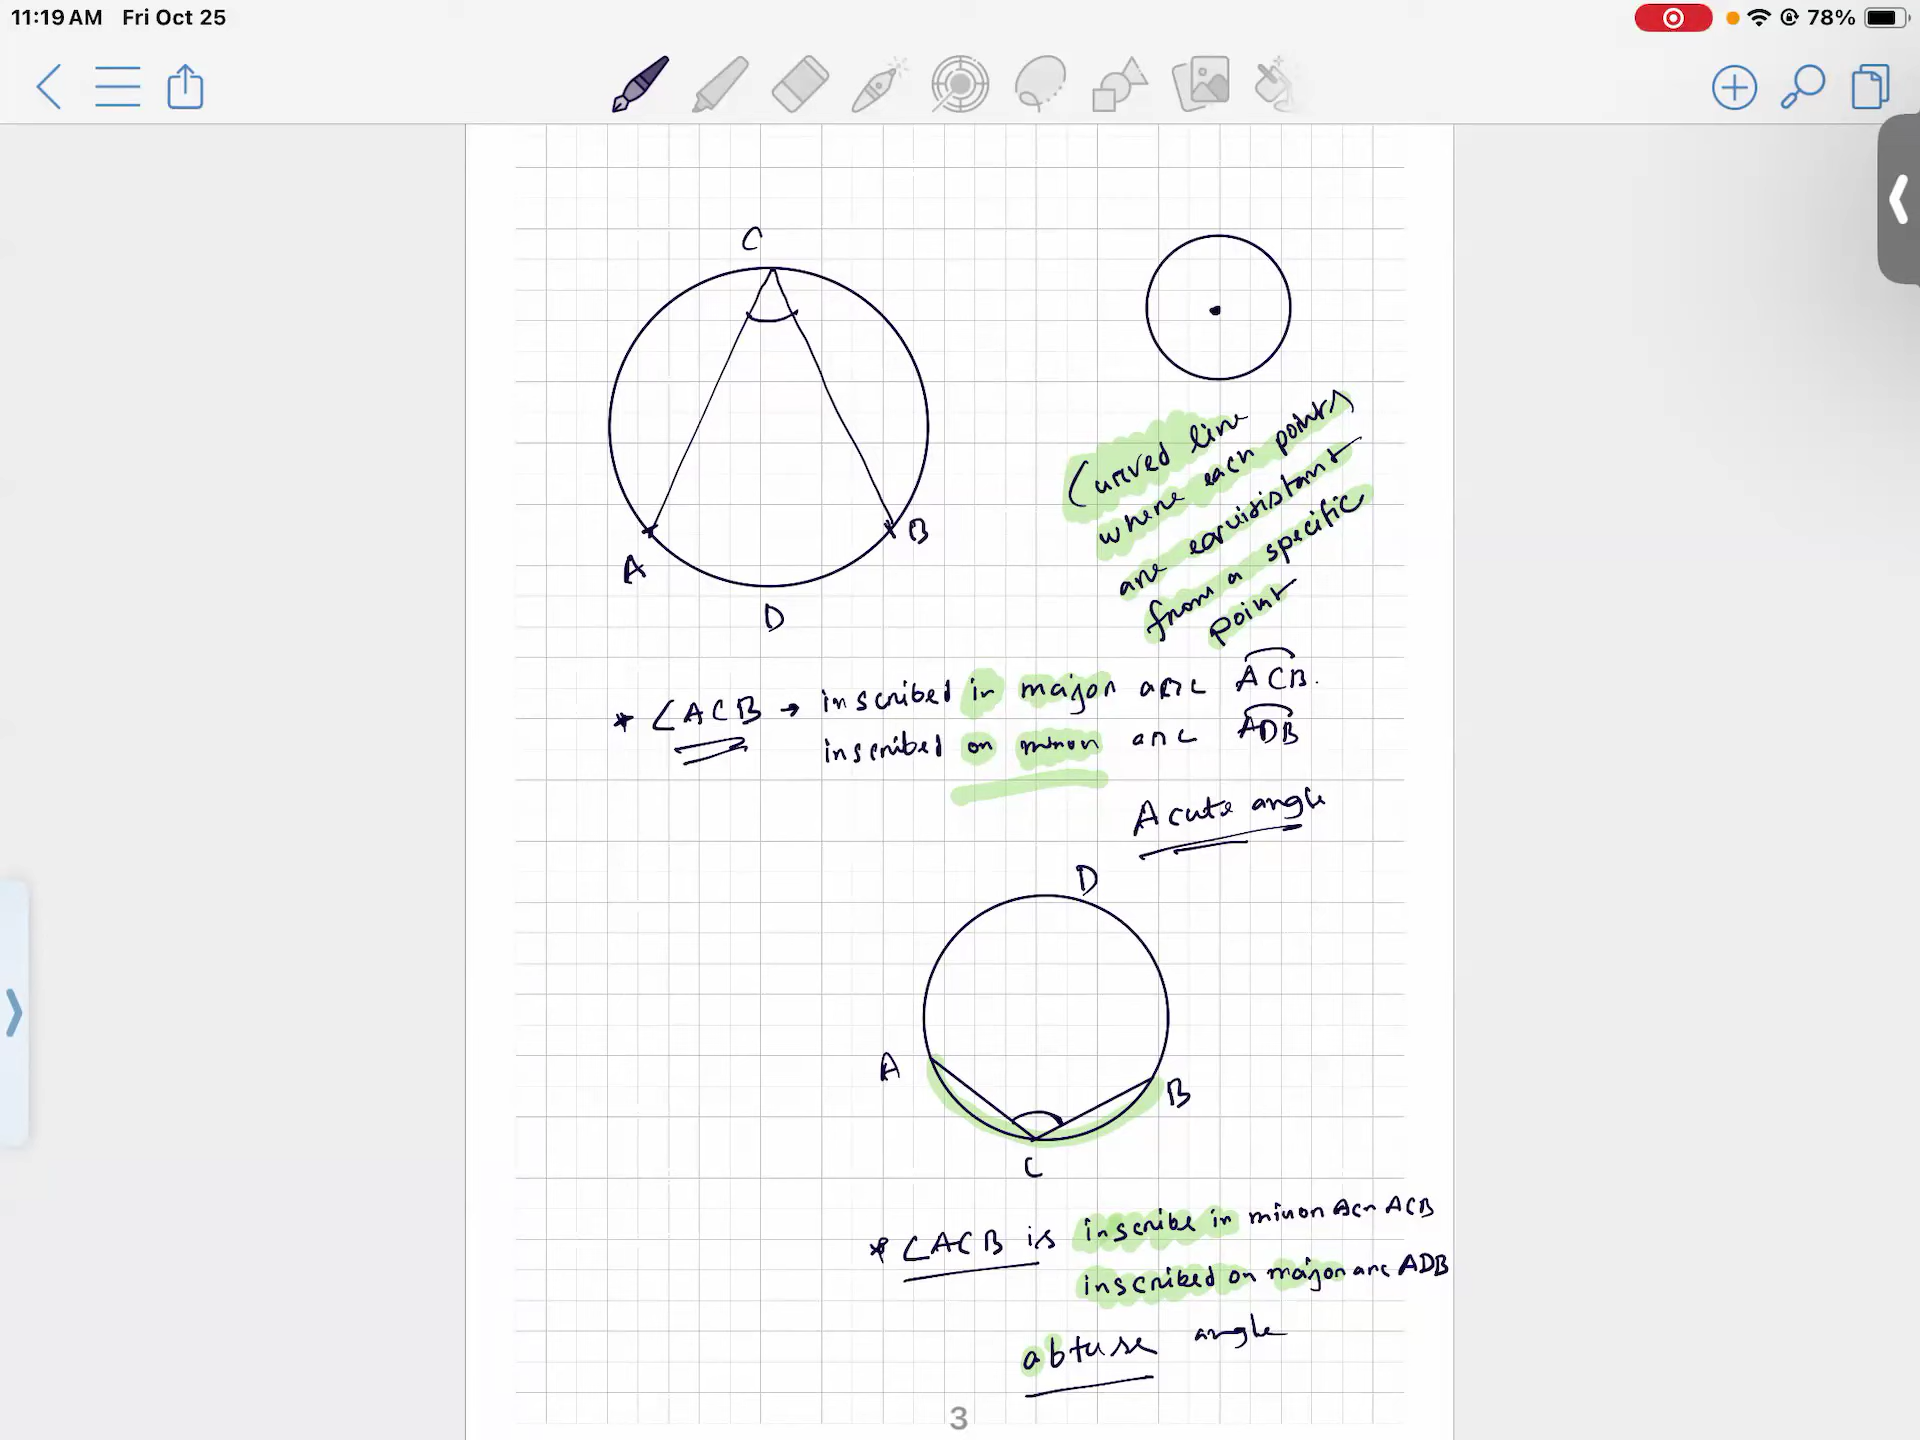 11:19 AM Fri Oct 25
78%
C
A
B
D
Curved line
where each points
are equidistant
from a specific
point
* ∠ACB → inscribed in major arc ACB.
inscribed on minor arc ADB
Acute angle
D
A
B
C
* ∠ACB is inscribe in minor Acr ACB
inscribed on major arc ADB
abtuse angle
3